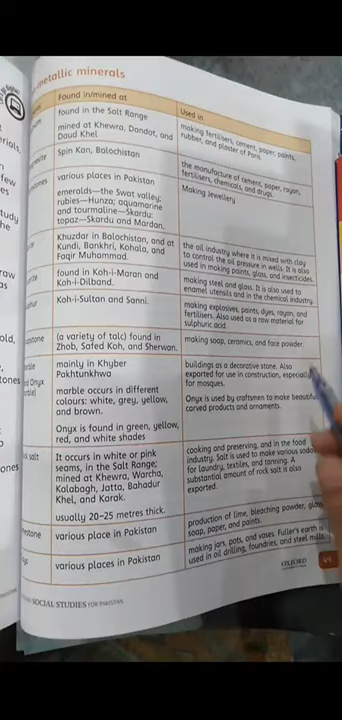 metallic minerals
Found in/mined at
Used in
found in the Salt Range
mined at Khewra, Dandot, and
Daud Khel
making fertilisers, cement, paper, paints,
rubber, and plaster of Paris.
Spin Kan, Balochistan
the manufacture of cement, paper, rayon,
fertilisers, chemicals, and drugs.
various places in Pakistan
emeralds—the Swat valley;
rubies—Hunza; aquamarine
and tourmaline—Skardu;
topaz—Skardu and Mardan.
Making Jewellery
Khuzdar in Balochistan, and at
Kundi, Bankhri, Kohala, and
Faqir Muhammad.
the oil industry where it is mixed with clay
to control the oil pressure in wells. It is also
used in making paints, glass, and insecticides.
found in Koh-i-Maran and
Koh-i-Dilband.
making steel and glass. It is also used to
enamel utensils and in the chemical industry.
Koh-i-Sultan and Sanni.
making explosives, paints, dyes, rayon, and
fertilisers. Also used as a raw material for
sulphuric acid.
(a variety of talc) found in
Zhob, Safed Koh, and Sherwan.
making soap, ceramics, and face powder.
mainly in Khyber
Pakhtunkhwa
marble occurs in different
colours: white, grey, yellow,
and brown.
Onyx is found in green, yellow,
red, and white shades
buildings as a decorative stone. Also
exported for use in construction, especially
for mosques.
Onyx is used by craftsmen to make beautiful
carved products and ornaments.
salt
It occurs in white or pink
seams, in the Salt Range;
mined at Khewra, Warcha,
Kalabagh, Jatta, Bahadur
Khel, and Karak.
usually 20–25 metres thick.
cooking and preserving, and in the food
industry. Salt is used to make various sodas
for laundry, textiles, and tanning. A
substantial amount of rock salt is also
exported.
various place in Pakistan
production of lime, bleaching powder, glass,
soap, paper, and paints.
various places in Pakistan
making jars, pots, and vases. Fuller's earth is
used in oil drilling, foundries, and steel mills.
SOCIAL STUDIES FOR PAKISTAN
OXFORD